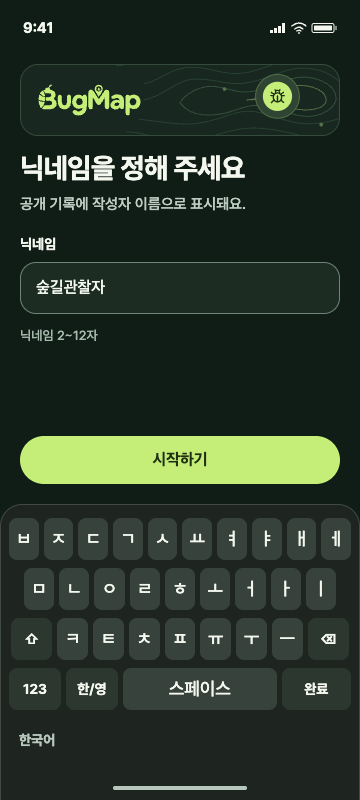 9:41
BugMap
닉네임을 정해 주세요
공개 기록에 작성자 이름으로 표시돼요.
닉네임
숲길관찰자
닉네임 2~12자
시작하기
ㅂ ㅈ ㄷ ㄱ ㅅ ㅛ ㅕ ㅑ ㅐ ㅔ
ㅁ ㄴ ㅇ ㄹ ㅎ ㅗ ㅓ ㅏ ㅣ
ㅋ ㅌ ㅊ ㅍ ㅠ ㅜ ㅡ
123 한/영 스페이스 완료
한국어